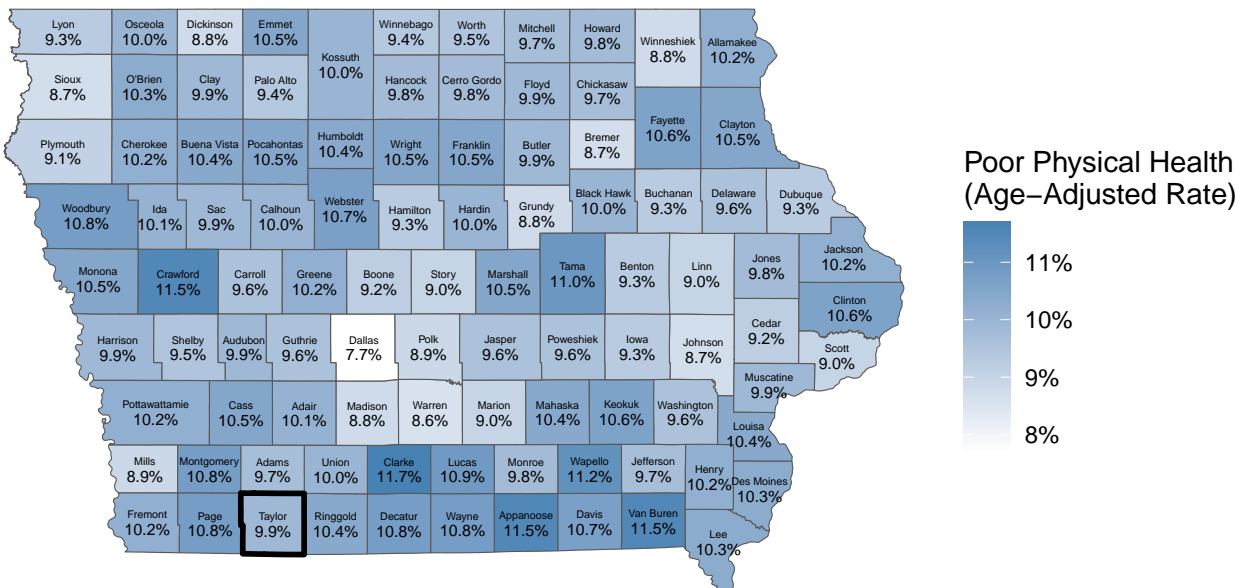 Lyon
9.3%
Osceola
10.0%
Dickinson
8.8%
Emmet
10.5%
Kossuth
10.0%
Winnebago
9.4%
Worth
9.5%
Mitchell
9.7%
Howard
9.8%
Winneshiek
8.8%
Allamakee
10.2%
Sioux
8.7%
O'Brien
10.3%
Clay
9.9%
Palo Alto
9.4%
Hancock
9.8%
Cerro Gordo
9.8%
Floyd
9.9%
Chickasaw
9.7%
Fayette
10.6%
Clayton
10.5%
Plymouth
9.1%
Cherokee
10.2%
Buena Vista
10.4%
Pocahontas
10.5%
Humboldt
10.4%
Wright
10.5%
Franklin
10.5%
Butler
9.9%
Bremer
8.7%
Woodbury
10.8%
Ida
10.1%
Sac
9.9%
Calhoun
10.0%
Webster
10.7%
Hamilton
9.3%
Hardin
10.0%
Grundy
8.8%
Black Hawk
10.0%
Buchanan
9.3%
Delaware
9.6%
Dubuque
9.3%
Monona
10.5%
Crawford
11.5%
Carroll
9.6%
Greene
10.2%
Boone
9.2%
Story
9.0%
Marshall
10.5%
Tama
11.0%
Benton
9.3%
Linn
9.0%
Jones
9.8%
Jackson
10.2%
Clinton
10.6%
Harrison
9.9%
Shelby
9.5%
Audubon
9.9%
Guthrie
9.6%
Dallas
7.7%
Polk
8.9%
Jasper
9.6%
Poweshiek
9.6%
Iowa
9.3%
Johnson
8.7%
Cedar
9.2%
Scott
9.0%
Muscatine
9.9%
Pottawattamie
10.2%
Cass
10.5%
Adair
10.1%
Madison
8.8%
Warren
8.6%
Marion
9.0%
Mahaska
10.4%
Keokuk
10.6%
Washington
9.6%
Louisa
10.4%
Mills
8.9%
Montgomery
10.8%
Adams
9.7%
Union
10.0%
Clarke
11.7%
Lucas
10.9%
Monroe
9.8%
Wapello
11.2%
Jefferson
9.7%
Henry
10.2%
Des Moines
10.3%
Fremont
10.2%
Page
10.8%
Taylor
9.9%
Ringgold
10.4%
Decatur
10.8%
Wayne
10.8%
Appanoose
11.5%
Davis
10.7%
Van Buren
11.5%
Lee
10.3%
Poor Physical Health
(Age−Adjusted Rate)
11%
10%
9%
8%